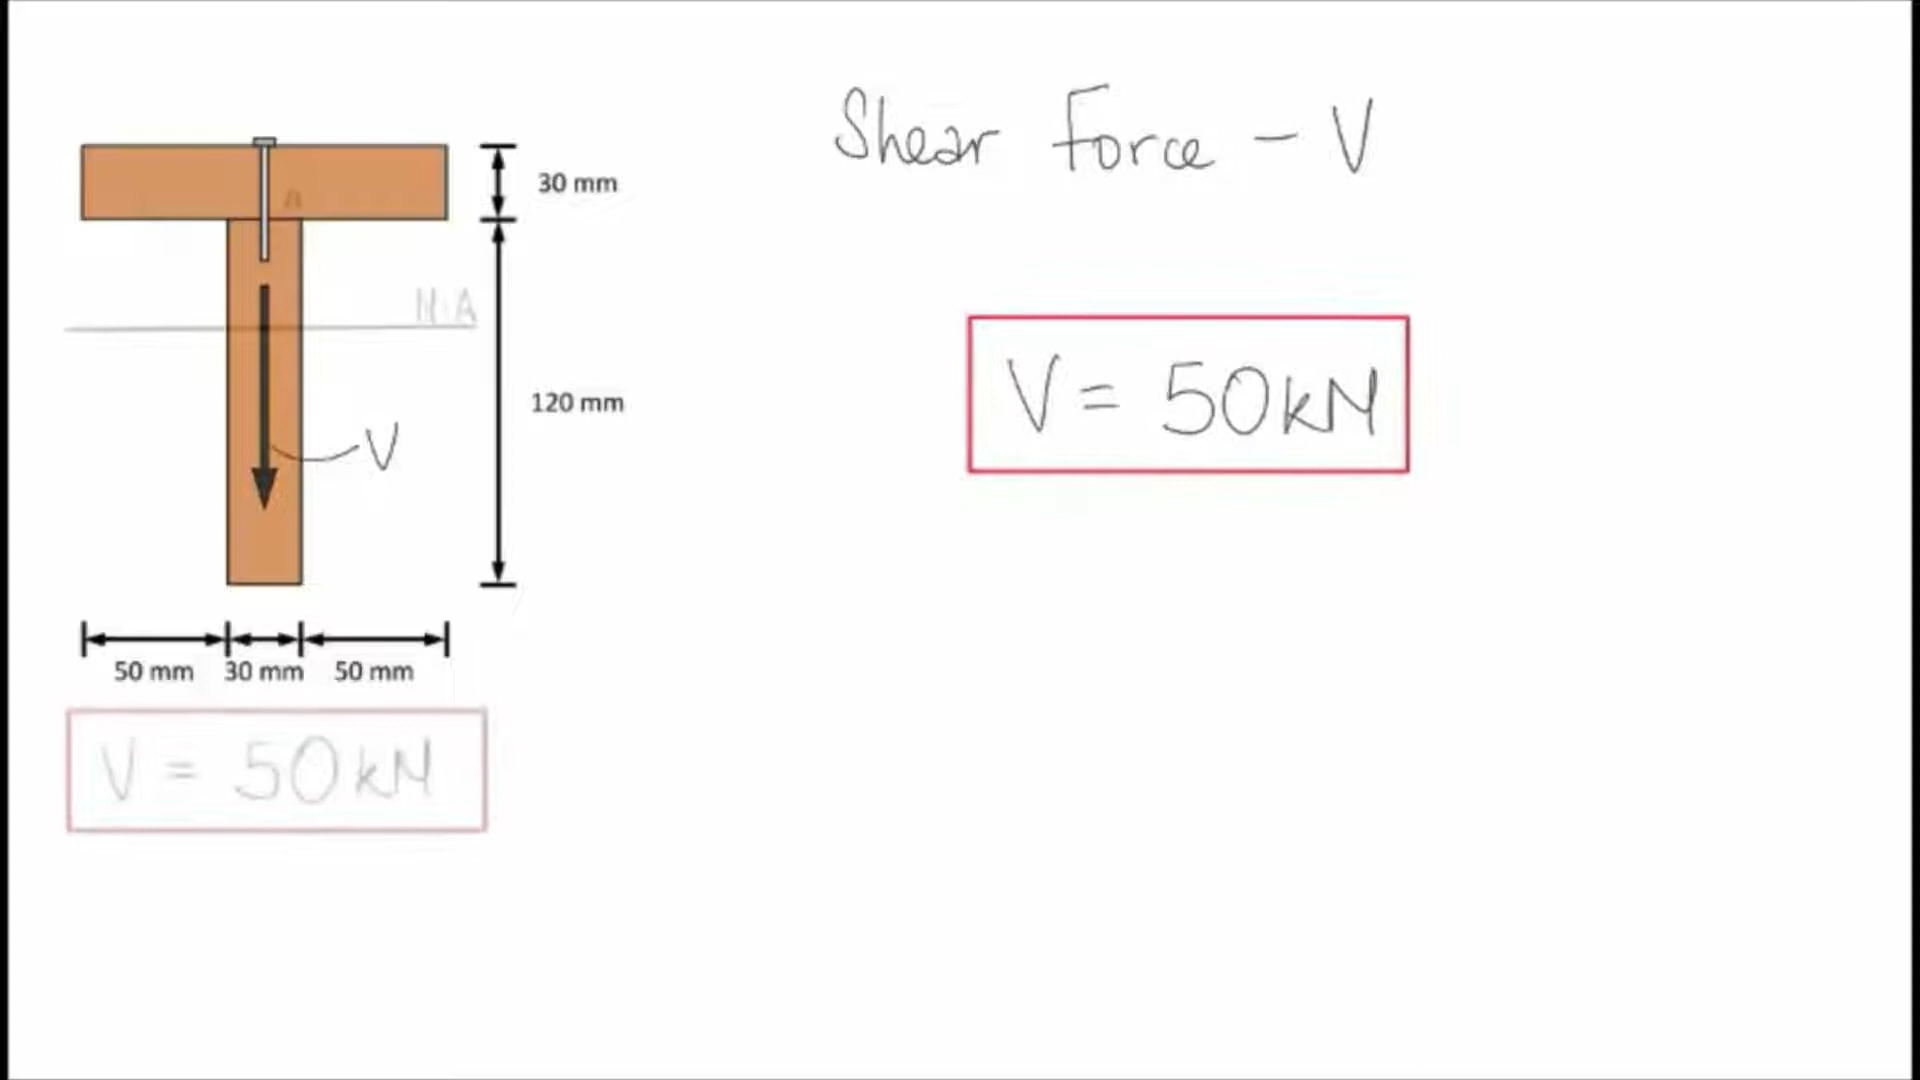 Shear Force - V
30 mm
A
N.A
V = 50kN
120 mm
V
50 mm 30 mm 50 mm
V = 50kN